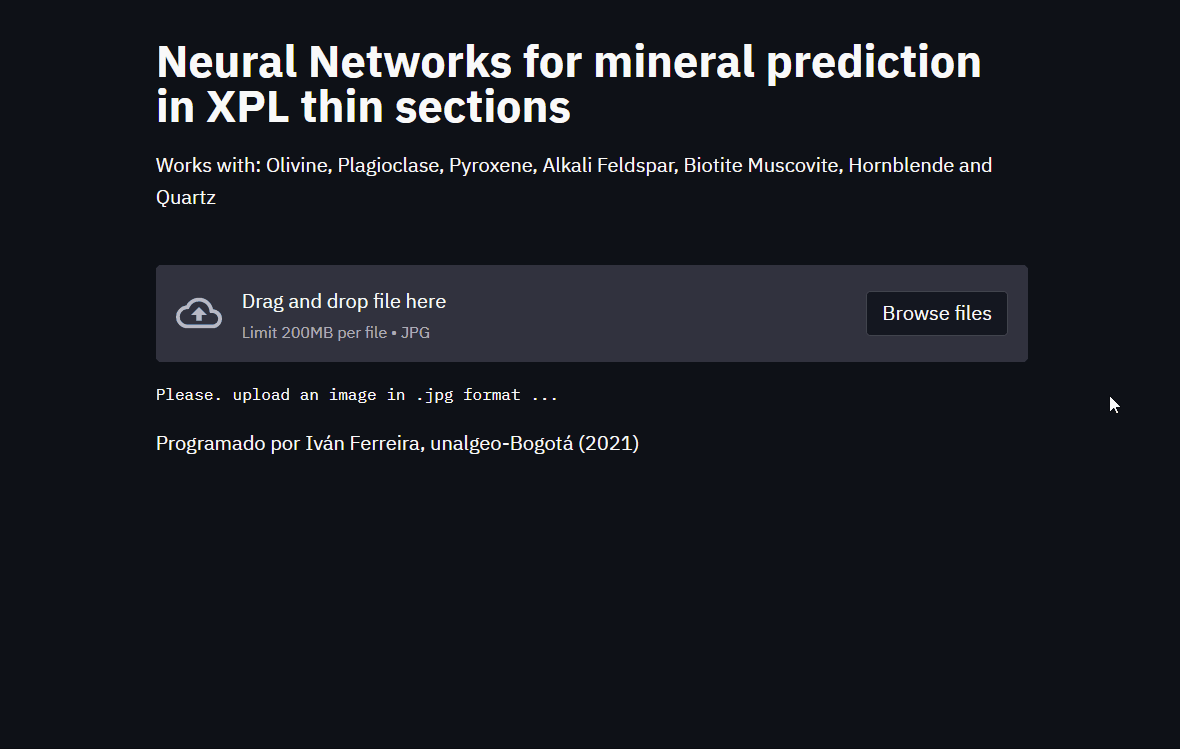 Neural Networks for mineral prediction
in XPL thin sections
Works with: Olivine, Plagioclase, Pyroxene, Alkali Feldspar, Biotite Muscovite, Hornblende and
Quartz
Drag and drop file here
Limit 200MB per file • JPG
Browse files
Please. upload an image in .jpg format ...
Programado por Iván Ferreira, unalgeo-Bogotá (2021)